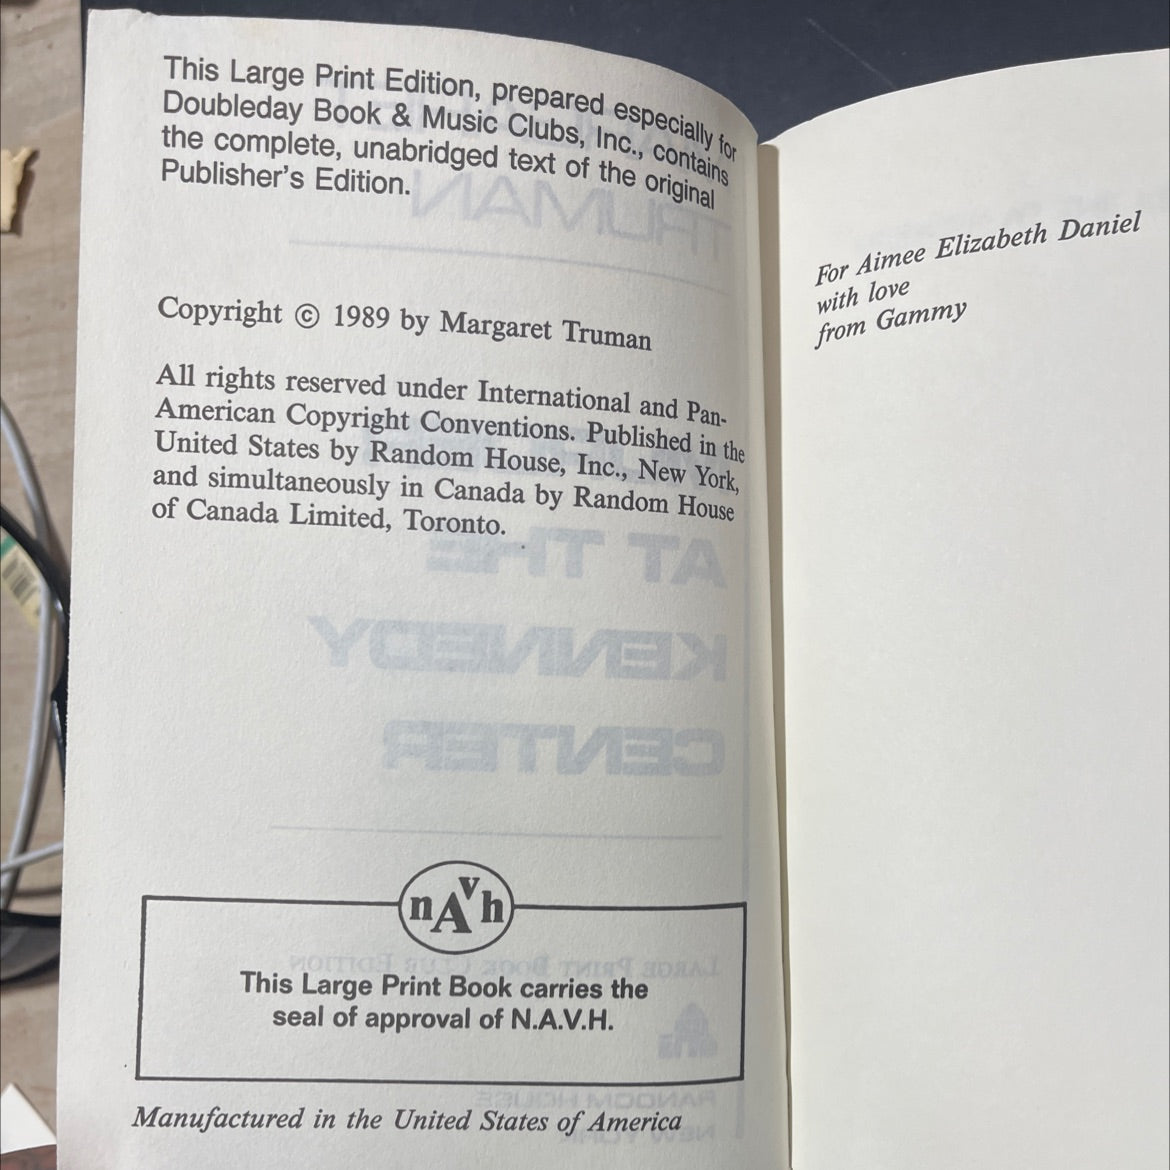 This Large Print Edition, prepared especially for
Doubleday Book & Music Clubs, Inc., contains
the complete, unabridged text of the original
Publisher's Edition.
Copyright © 1989 by Margaret Truman
All rights reserved under International and Pan-
American Copyright Conventions. Published in the
United States by Random House, Inc., New York,
and simultaneously in Canada by Random House
of Canada Limited, Toronto.
nAvh
This Large Print Book carries the
seal of approval of N.A.V.H.
Manufactured in the United States of America
For Aimee Elizabeth Daniel
with love
from Gammy